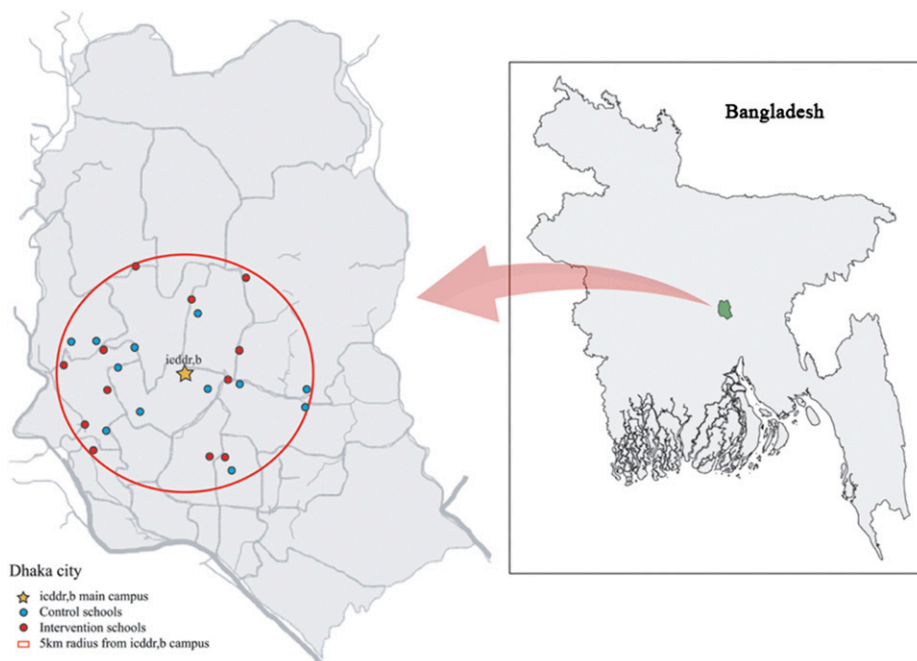 Bangladesh
icddr,b
Dhaka city
icddr,b main campus
Control schools
Intervention schools
5km radius from icddr,b campus